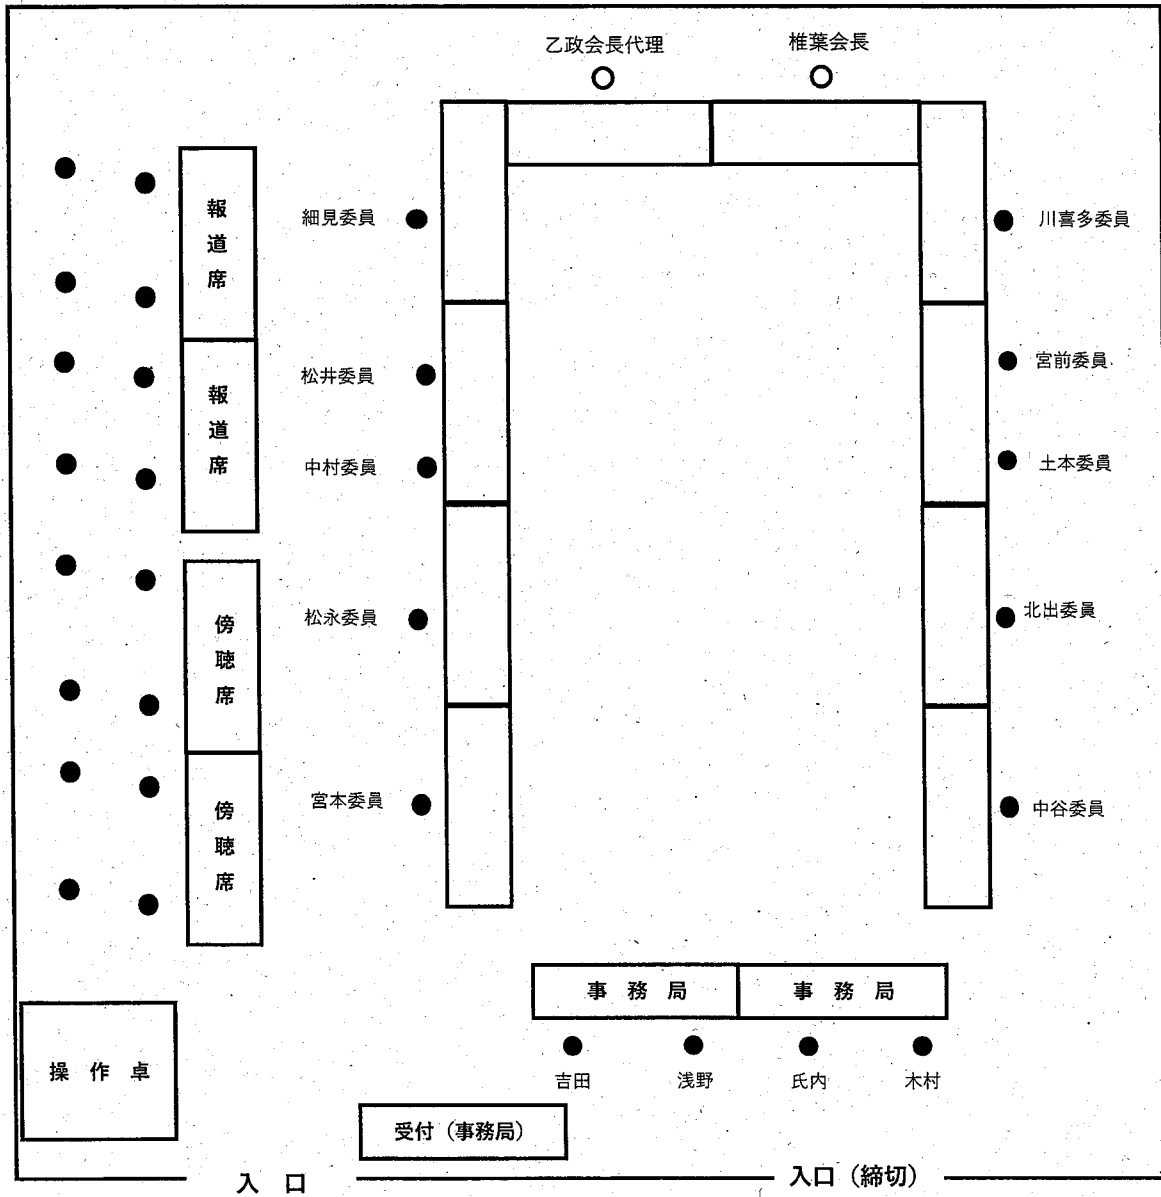 乙政会長代理
椎葉会長
報道席
細見委員
川喜多委員
報道席
松井委員
宮前委員
中村委員
土本委員
傍聴席
松永委員
北出委員
傍聴席
宮本委員
中谷委員
事務局
事務局
操作卓
吉田
浅野
氏内
木村
受付（事務局）
入口
入口（締切）